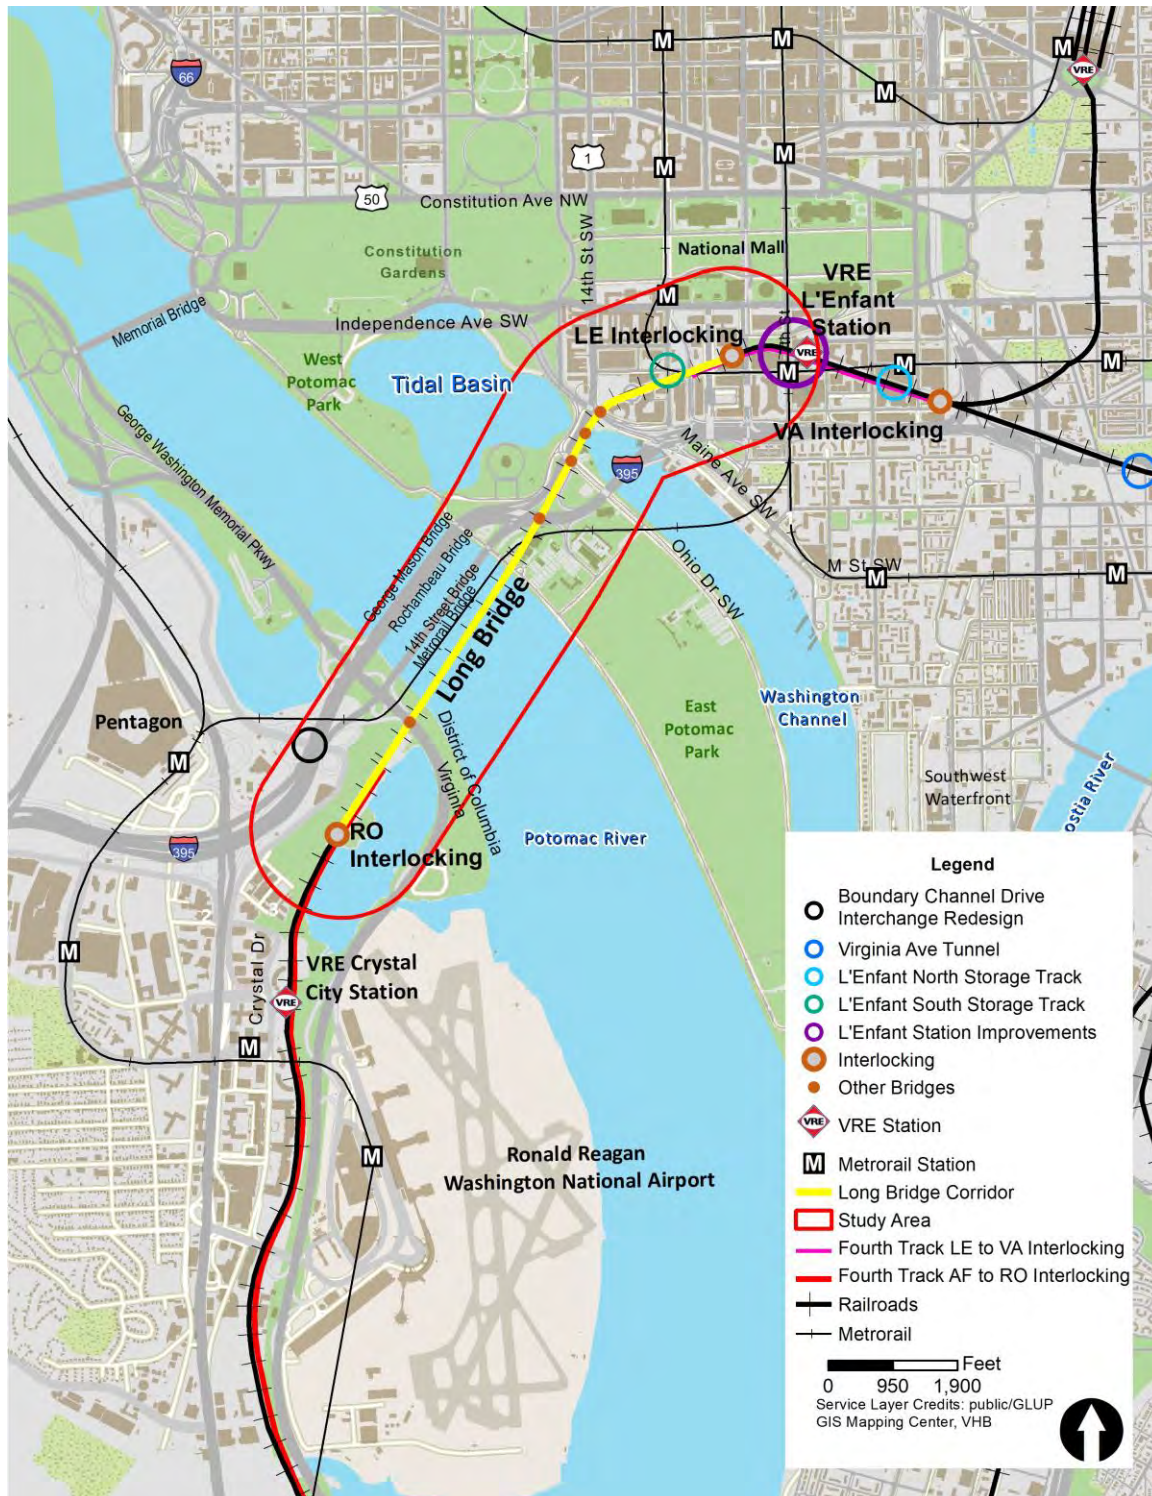 66
M
M
M
VRE
M
1
M
M
50
Constitution Ave NW
Constitution
Gardens
14th St SW
National Mall
VRE
L'Enfant
Station
M
Memorial Bridge
Independence Ave SW
LE Interlocking
VRE
West
Potomac
Park
Tidal Basin
M
M
M
M
George Washington Memorial Pkwy
VA Interlocking
Maine Ave SW
395
George Mason Bridge
Rochambeau Bridge
14th Street Bridge
Metrorail Bridge
Long Bridge
Ohio Dr SW
M St SW
M
M
Pentagon
M
East
Potomac
Park
Washington
Channel
District of Columbia
Virginia
Southwest
Waterfront
ostia River
395
RO
Interlocking
Potomac River
M
Crystal Dr
VRE Crystal
City Station
VRE
M
M
Ronald Reagan
Washington National Airport
Legend
Boundary Channel Drive
Interchange Redesign
Virginia Ave Tunnel
L'Enfant North Storage Track
L'Enfant South Storage Track
L'Enfant Station Improvements
Interlocking
Other Bridges
VRE
VRE Station
M
Metrorail Station
Long Bridge Corridor
Study Area
Fourth Track LE to VA Interlocking
Fourth Track AF to RO Interlocking
Railroads
Metrorail
Feet
0 950 1,900
Service Layer Credits: public/GLUP
GIS Mapping Center, VHB